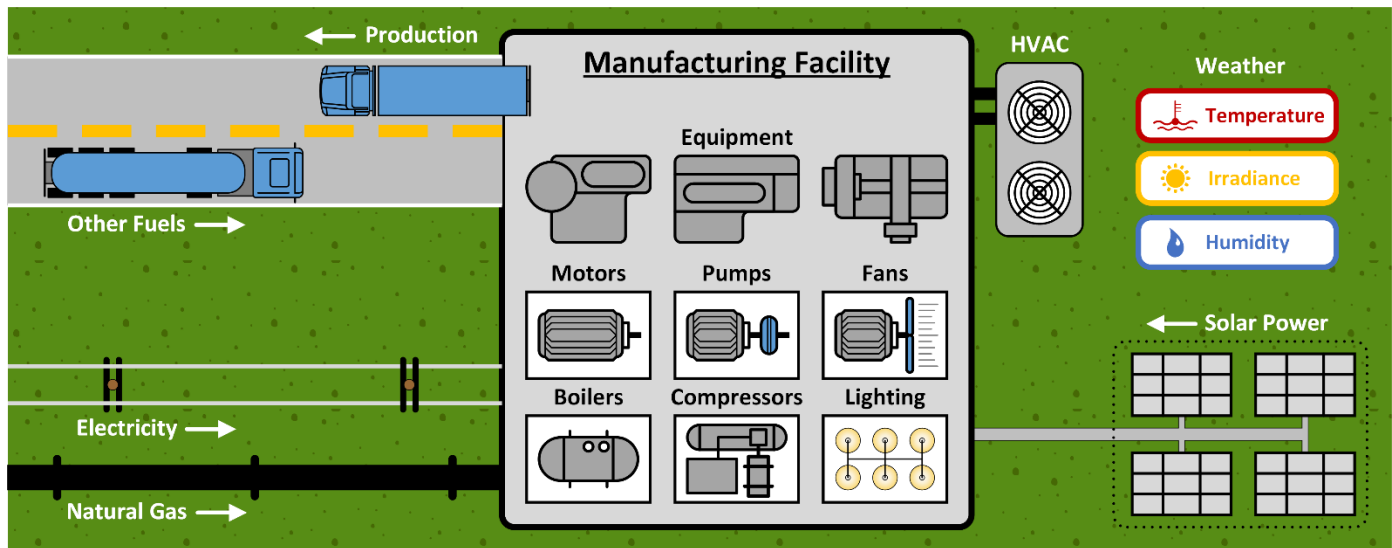 Production
Other Fuels
Electricity
Natural Gas
Manufacturing Facility
Equipment
Motors
Pumps
Fans
Boilers
Compressors
Lighting
HVAC
Weather
Temperature
Irradiance
Humidity
Solar Power